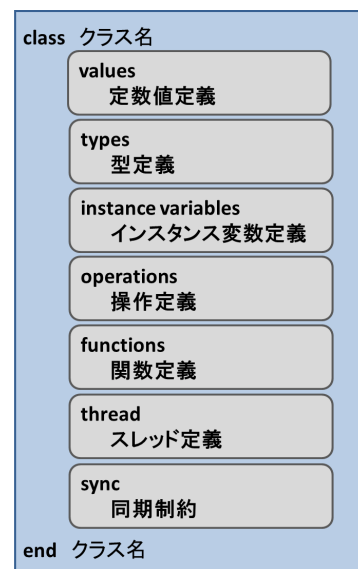 class クラス名
values
定数値定義
types
型定義
instance variables
インスタンス変数定義
operations
操作定義
functions
関数定義
thread
スレッド定義
sync
同期制約
end クラス名